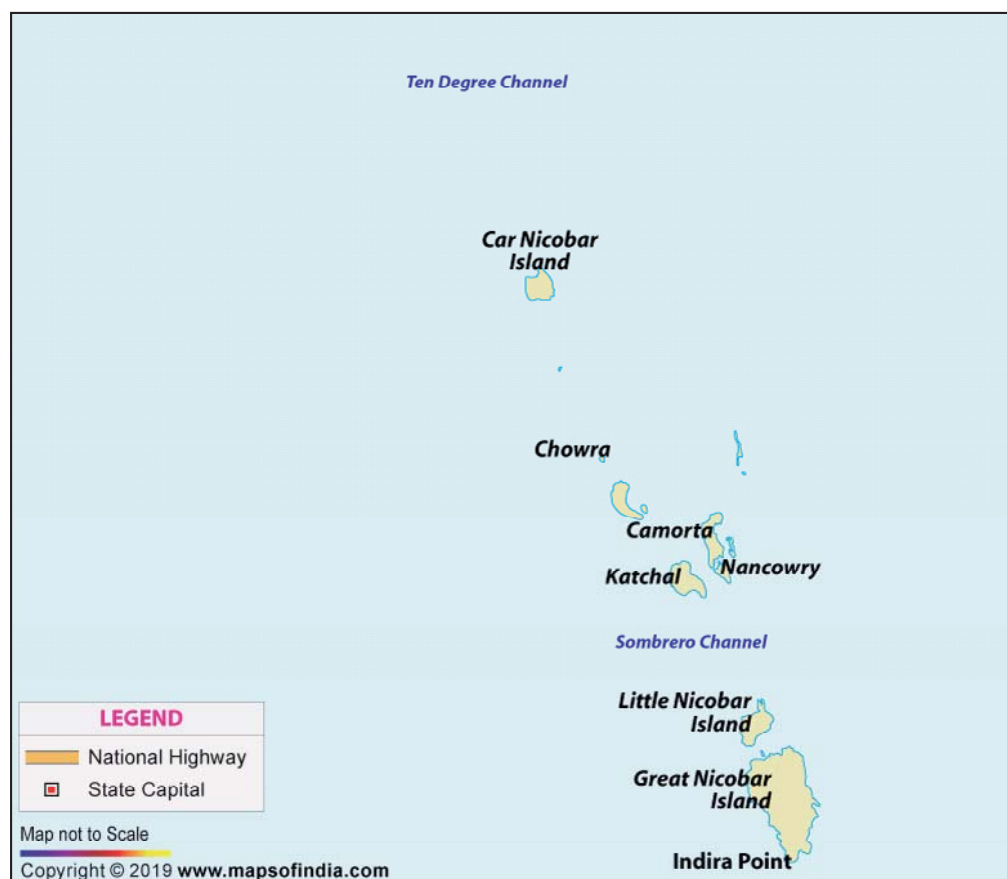 Ten Degree Channel
Car Nicobar
Island
Chowra
Camorta
Nancowry
Katchal
Sombrero Channel
Little Nicobar
Island
Great Nicobar
Island
Indira Point
LEGEND
National Highway
State Capital
Map not to Scale
Copyright © 2019 www.mapsofindia.com